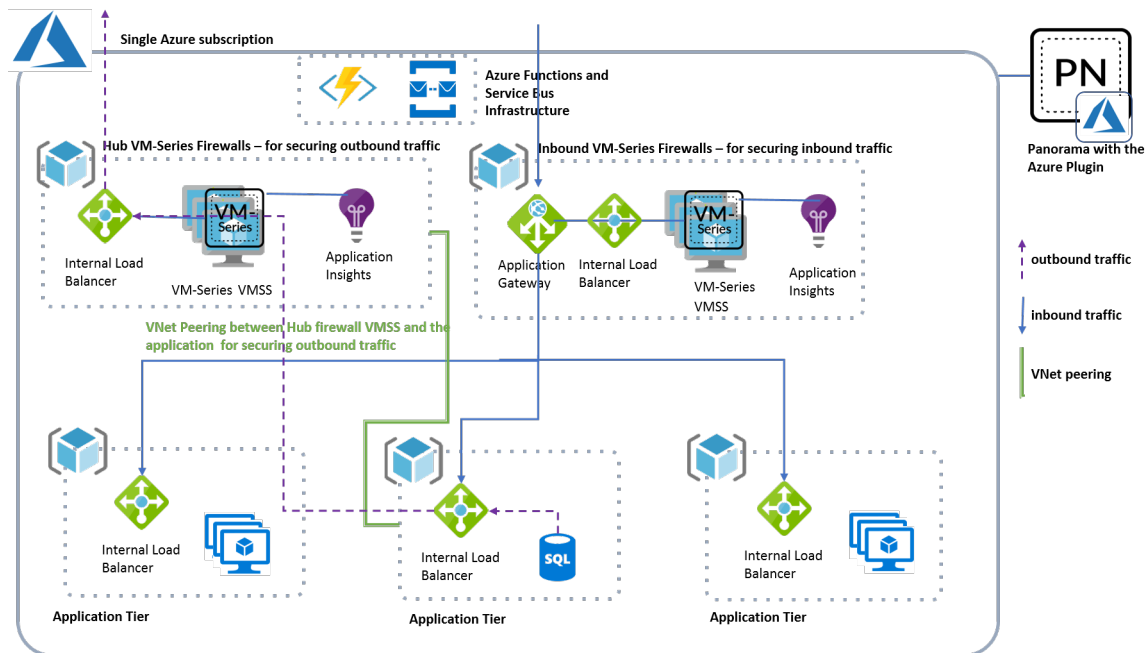 Single Azure subscription
Azure Functions and
Service Bus
Infrastructure
PN
Panorama with the
Azure Plugin
Hub VM-Series Firewalls – for securing outbound traffic
VM-
Series
Internal Load
Balancer
VM-Series VMSS
Application
Insights
Inbound VM-Series Firewalls – for securing inbound traffic
VM-
Series
Application
Gateway
Internal Load
Balancer
VM-Series
VMSS
Application
Insights
outbound traffic
inbound traffic
VNet peering
VNet Peering between Hub firewall VMSS and the
application for securing outbound traffic
Internal Load
Balancer
Application Tier
Internal Load
Balancer
SQL
Application Tier
Internal Load
Balancer
Application Tier